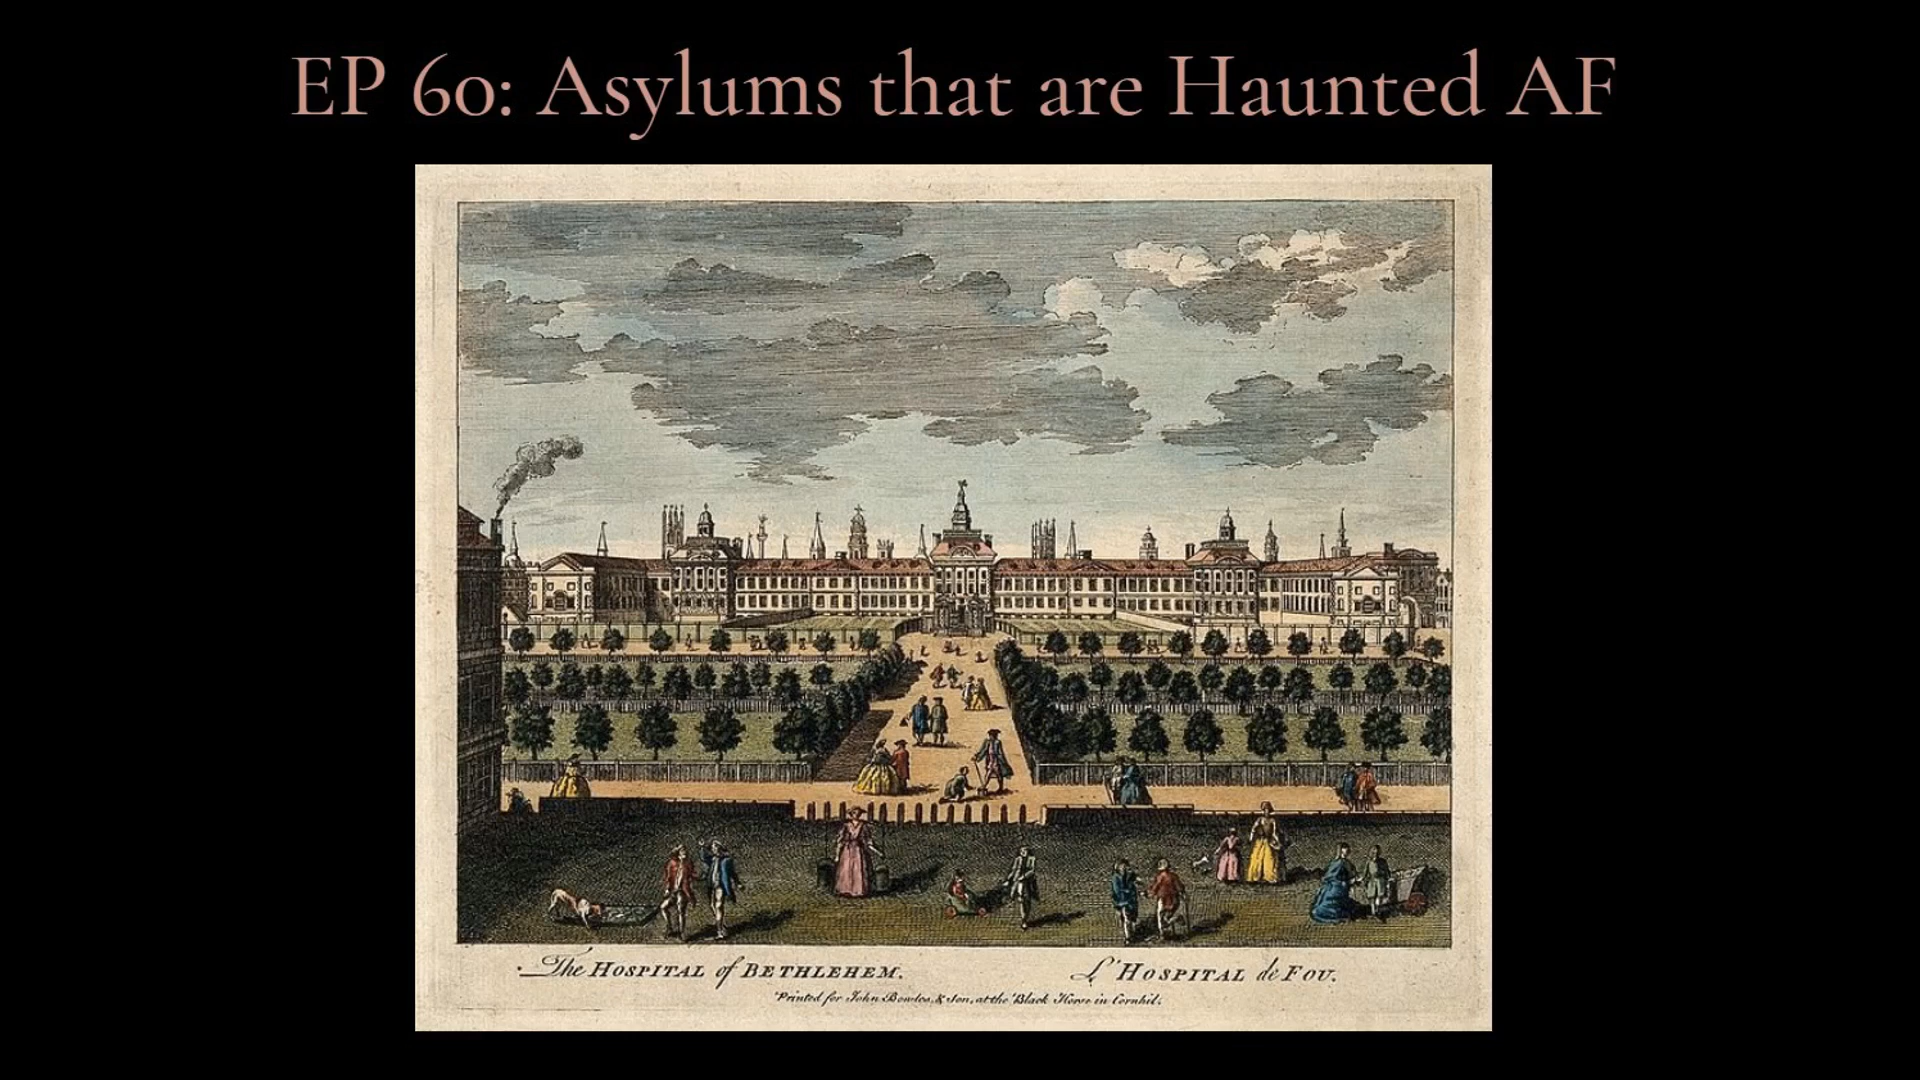 EP 60: Asylums that are Haunted AF
The HOSPITAL of BETHLEHEM.
L'HOSPITAL de FOU.
Printed for John Bowles, & Son, at the Black Horse in Cornhil.